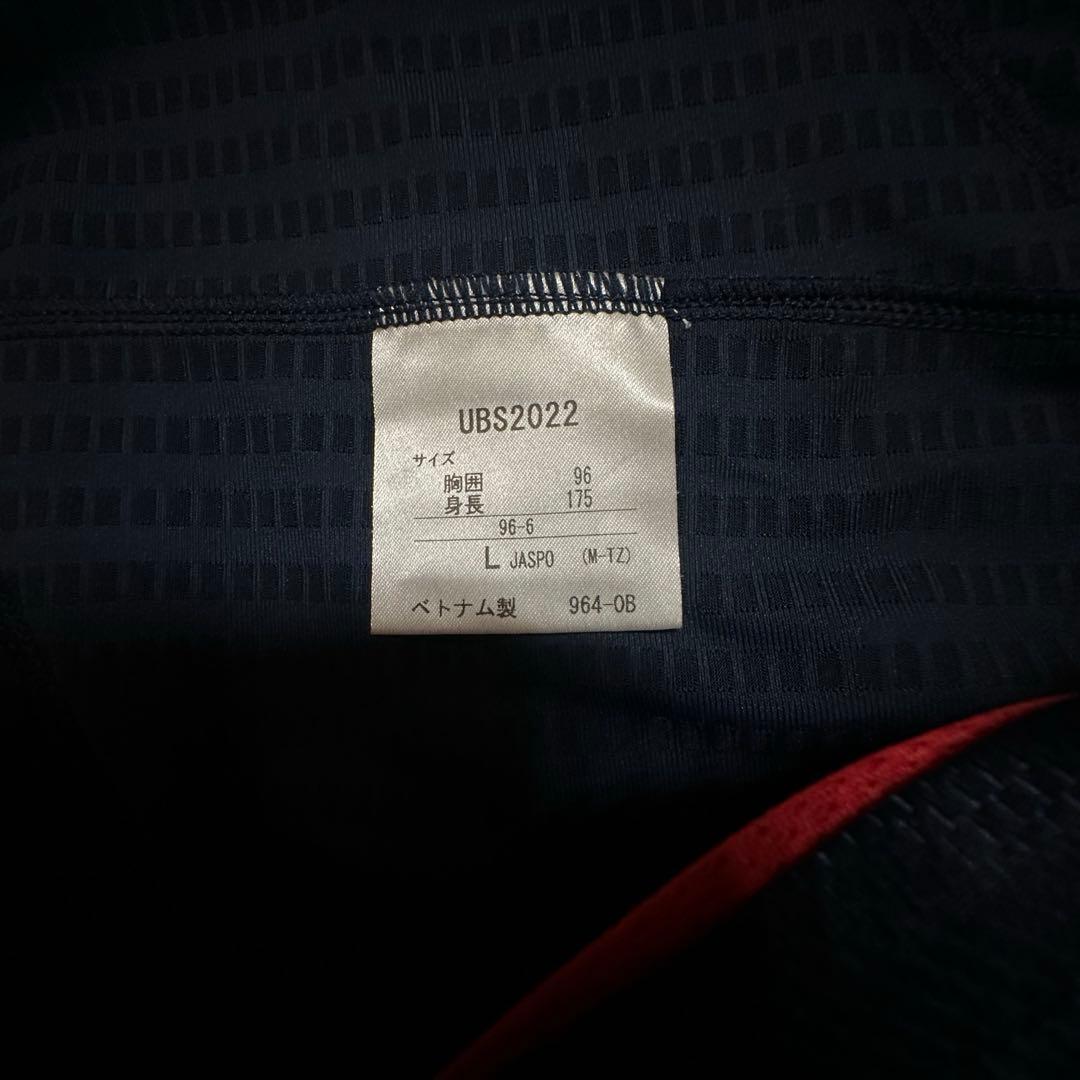 UBS2022
サイズ
胸囲 96
身長 175
96-6
L JASPO (M-TZ)
ベトナム製 964-0B